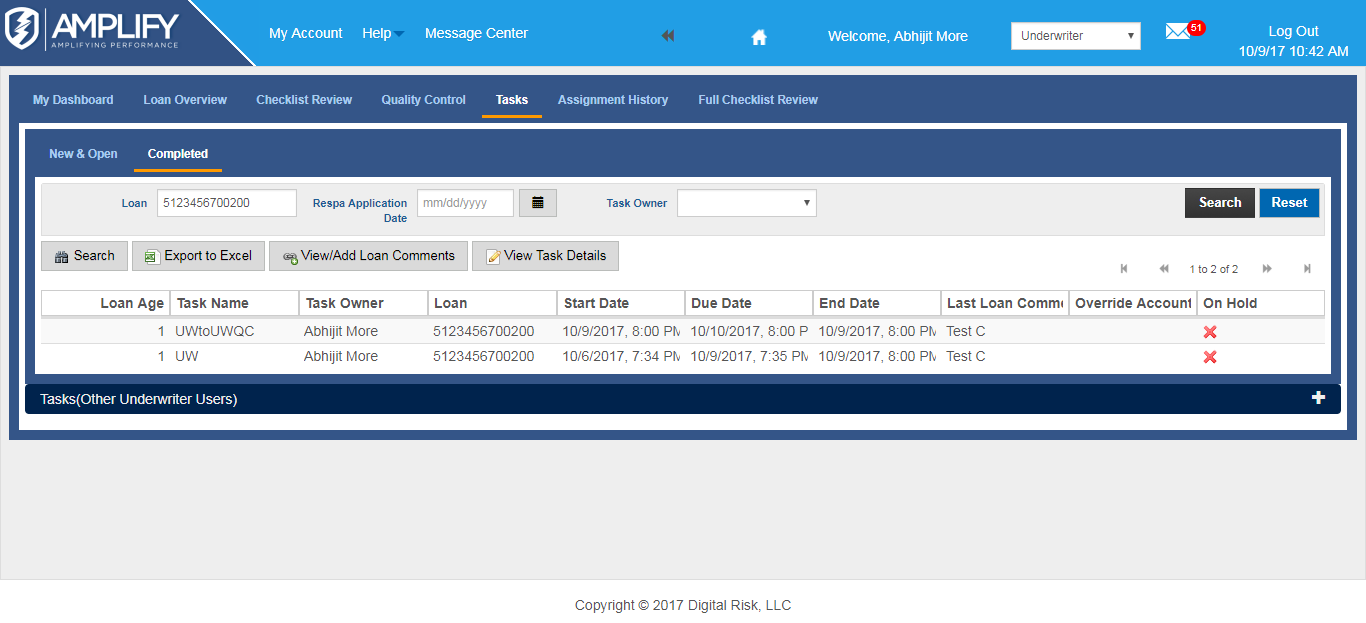 AMPLIFY
AMPLIFYING PERFORMANCE
My Account Help Message Center Welcome, Abhijit More Underwriter 51 Log Out
10/9/17 10:42 AM
My Dashboard Loan Overview Checklist Review Quality Control Tasks Assignment History Full Checklist Review
New & Open Completed
Loan 5123456700200 Respa Application Date mm/dd/yyyy Task Owner Search Reset
Search Export to Excel View/Add Loan Comments View Task Details
1 to 2 of 2
Loan Age Task Name Task Owner Loan Start Date Due Date End Date Last Loan Comme Override Account On Hold
1 UWtoUWQC Abhijit More 5123456700200 10/9/2017, 8:00 PM 10/10/2017, 8:00 P 10/9/2017, 8:00 PM Test C
1 UW Abhijit More 5123456700200 10/6/2017, 7:34 PM 10/9/2017, 7:35 PM 10/9/2017, 8:00 PM Test C
Tasks(Other Underwriter Users)
Copyright © 2017 Digital Risk, LLC